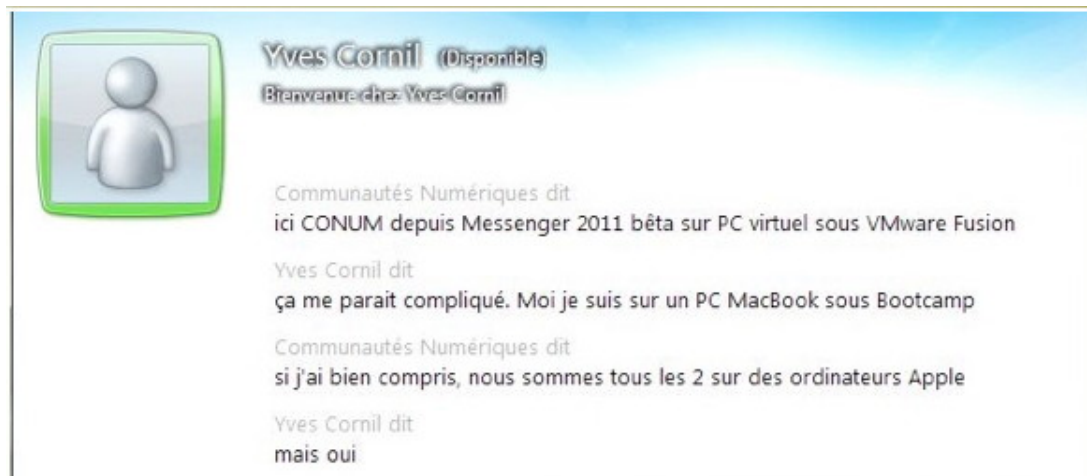 Yves Cornil (Disponible)
Bienvenue chez Yves Cornil
Communautés Numériques dit
ici CONUM depuis Messenger 2011 bêta sur PC virtuel sous VMware Fusion
Yves Cornil dit
ça me parait compliqué. Moi je suis sur un PC MacBook sous Bootcamp
Communautés Numériques dit
si j'ai bien compris, nous sommes tous les 2 sur des ordinateurs Apple
Yves Cornil dit
mais oui